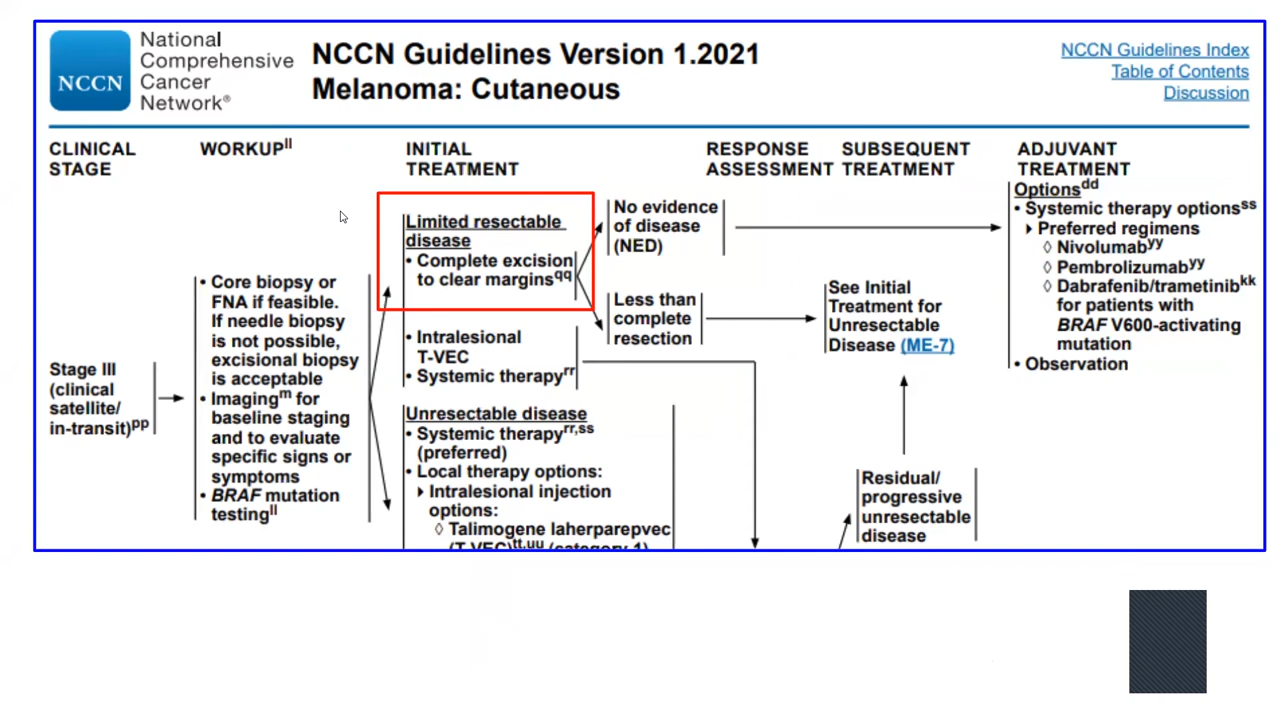 NCCN
National
Comprehensive
Cancer
Network®
NCCN Guidelines Version 1.2021
Melanoma: Cutaneous
NCCN Guidelines Index
Table of Contents
Discussion
CLINICAL
STAGE
WORKUPll
INITIAL
TREATMENT
RESPONSE
ASSESSMENT
SUBSEQUENT
TREATMENT
ADJUVANT
TREATMENT
Stage III
(clinical
satellite/
in-transit)pp
• Core biopsy or
FNA if feasible.
If needle biopsy
is not possible,
excisional biopsy
is acceptable
• Imagingm for
baseline staging
and to evaluate
specific signs or
symptoms
• BRAF mutation
testingll
Limited resectable
disease
• Complete excision
to clear marginsqq
• Intralesional
T-VEC
• Systemic therapyrr
Unresectable disease
• Systemic therapyrr,ss
(preferred)
• Local therapy options:
‣ Intralesional injection
options:
◊ Talimogene laherparepvec
(T-VEC)tt,uu (category 1)
No evidence
of disease
(NED)
Less than
complete
resection
See Initial
Treatment for
Unresectable
Disease (ME-7)
Residual/
progressive
unresectable
disease
Optionsdd
• Systemic therapy optionsss
‣ Preferred regimens
◊ Nivolumabyy
◊ Pembrolizumabyy
◊ Dabrafenib/trametinibkk
for patients with
BRAF V600-activating
mutation
• Observation